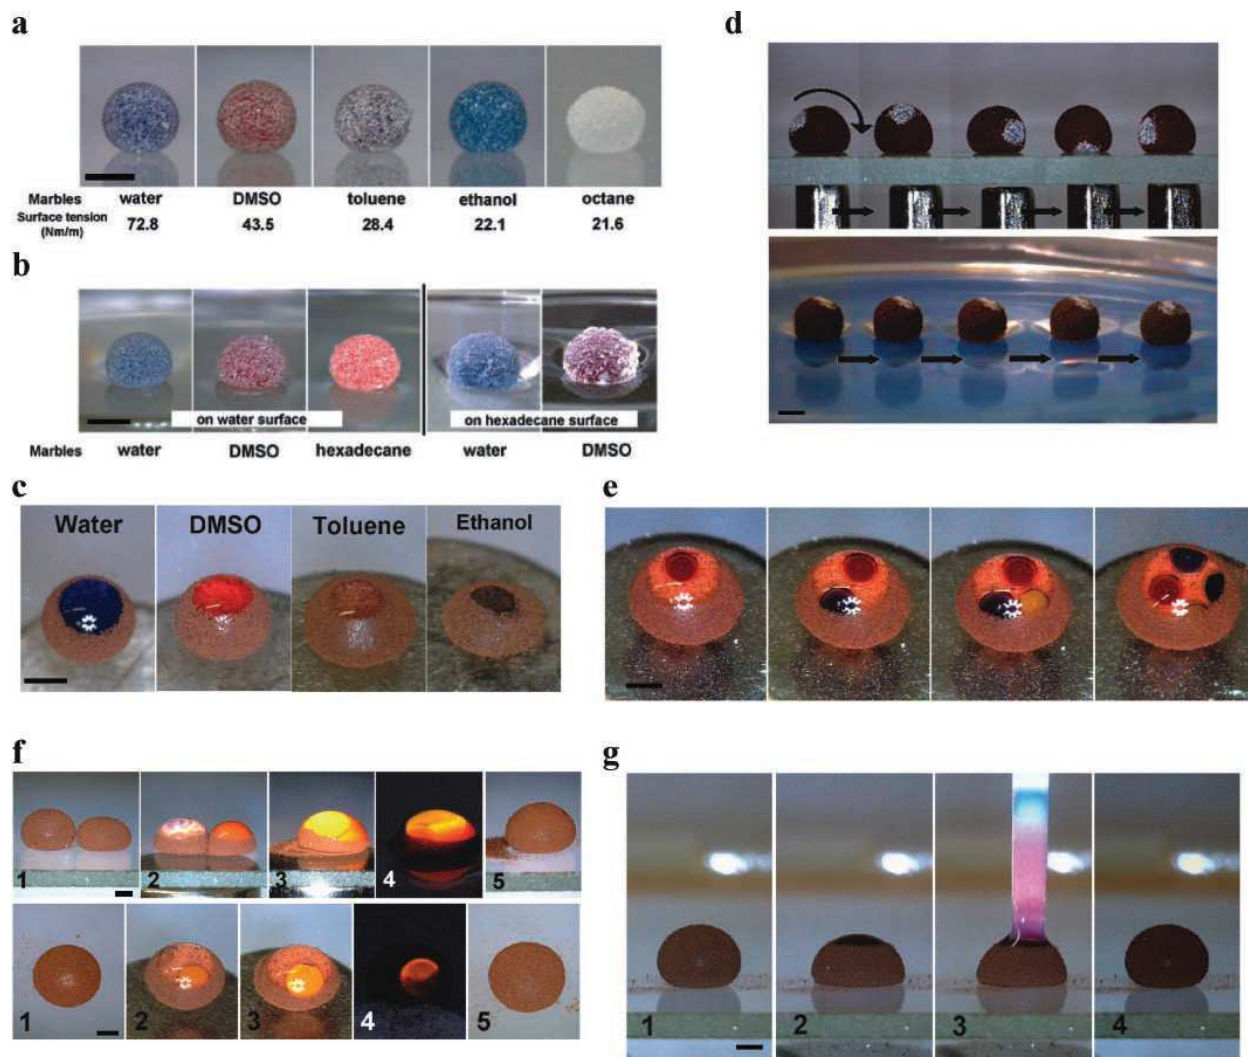 a
Marbles water DMSO toluene ethanol octane
Surface tension 72.8 43.5 28.4 22.1 21.6
(Nm/m)
b
on water surface on hexadecane surface
Marbles water DMSO hexadecane water DMSO
c
Water DMSO Toluene Ethanol
d
e
f
1 2 3 4 5
1 2 3 4 5
g
1 2 3 4